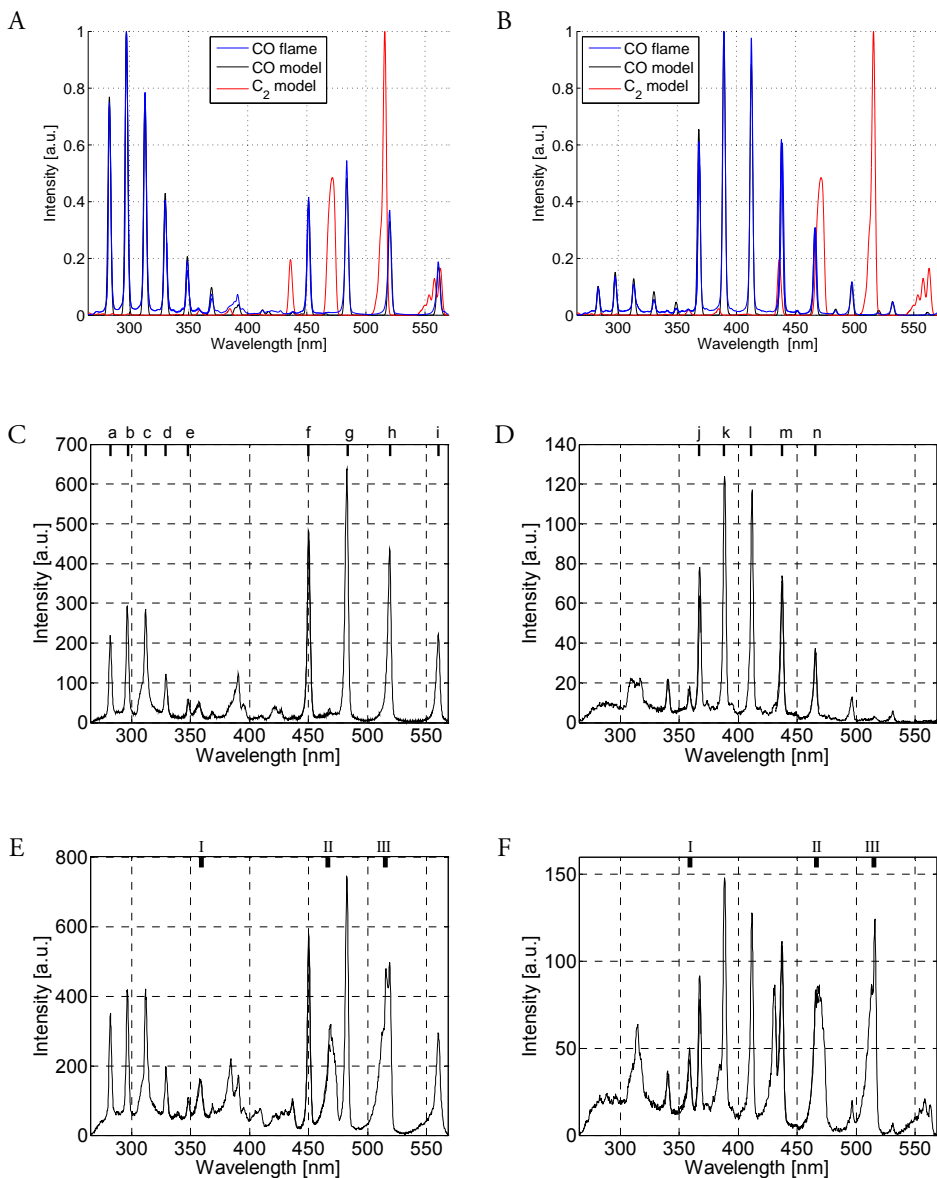 A
B
CO flame
CO model
C₂ model
CO flame
CO model
C₂ model
Intensity [a.u.]
1
0.8
0.6
0.4
0.2
0
300
350
400
450
500
550
Wavelength [nm]
Intensity [a.u.]
1
0.8
0.6
0.4
0.2
0
300
350
400
450
500
550
Wavelength [nm]
C
a b c d e f g h i
Intensity [a.u.]
700
600
500
400
300
200
100
0
300 350 400 450 500 550
Wavelength [nm]
D
j k l m n
Intensity [a.u.]
140
120
100
80
60
40
20
0
300 350 400 450 500 550
Wavelength [nm]
E
I II III
Intensity [a.u.]
800
600
400
200
0
300 350 400 450 500 550
Wavelength [nm]
F
I II III
Intensity [a.u.]
150
100
50
0
300 350 400 450 500 550
Wavelength [nm]